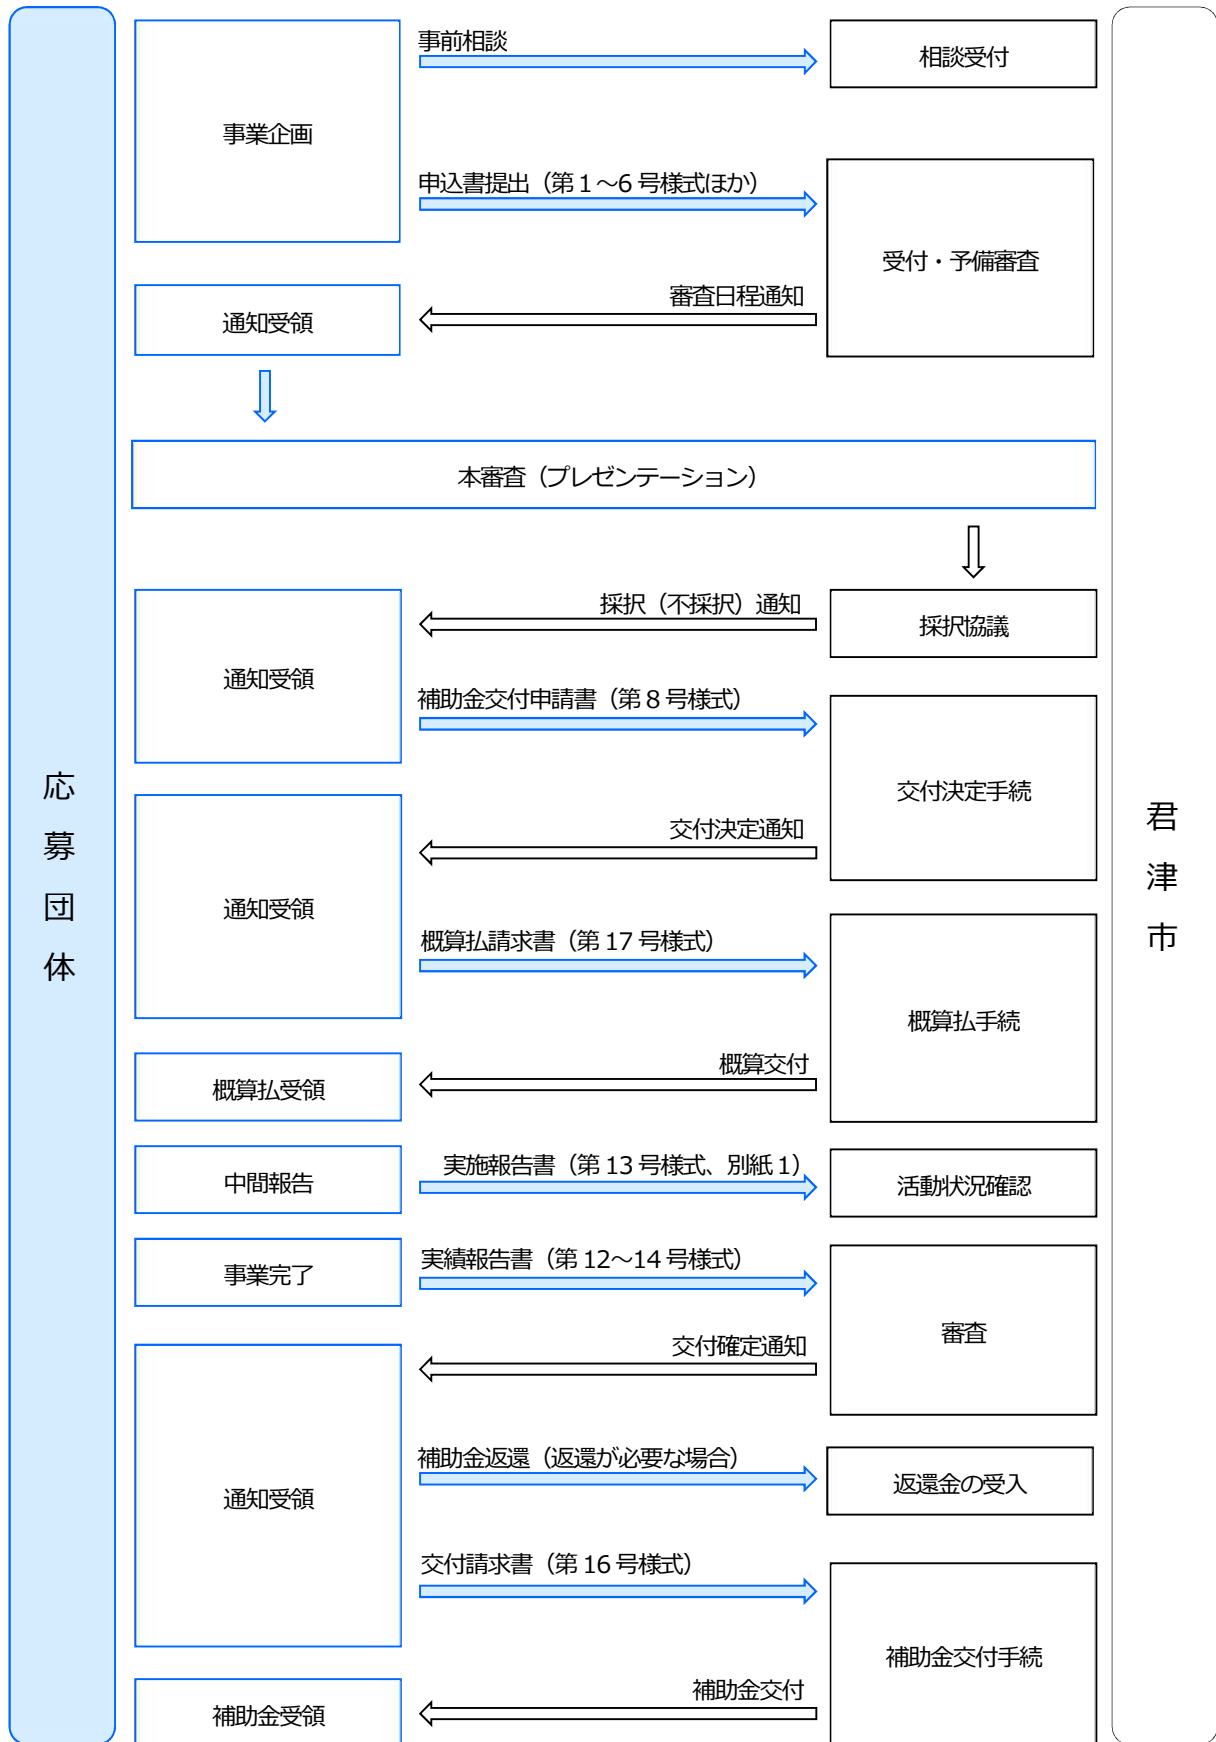 応募団体
君津市
事業企画
事前相談
相談受付
申込書提出（第１～6 号様式ほか）
受付・予備審査
審査日程通知
通知受領
本審査（プレゼンテーション）
採択（不採択）通知
採択協議
通知受領
補助金交付申請書（第８号様式）
交付決定手続
交付決定通知
通知受領
概算払請求書（第 17 号様式）
概算払手続
概算交付
概算払受領
中間報告
実施報告書（第 13 号様式、別紙１）
活動状況確認
事業完了
実績報告書（第 12～14 号様式）
審査
交付確定通知
通知受領
補助金返還（返還が必要な場合）
返還金の受入
交付請求書（第 16 号様式）
補助金交付手続
補助金交付
補助金受領